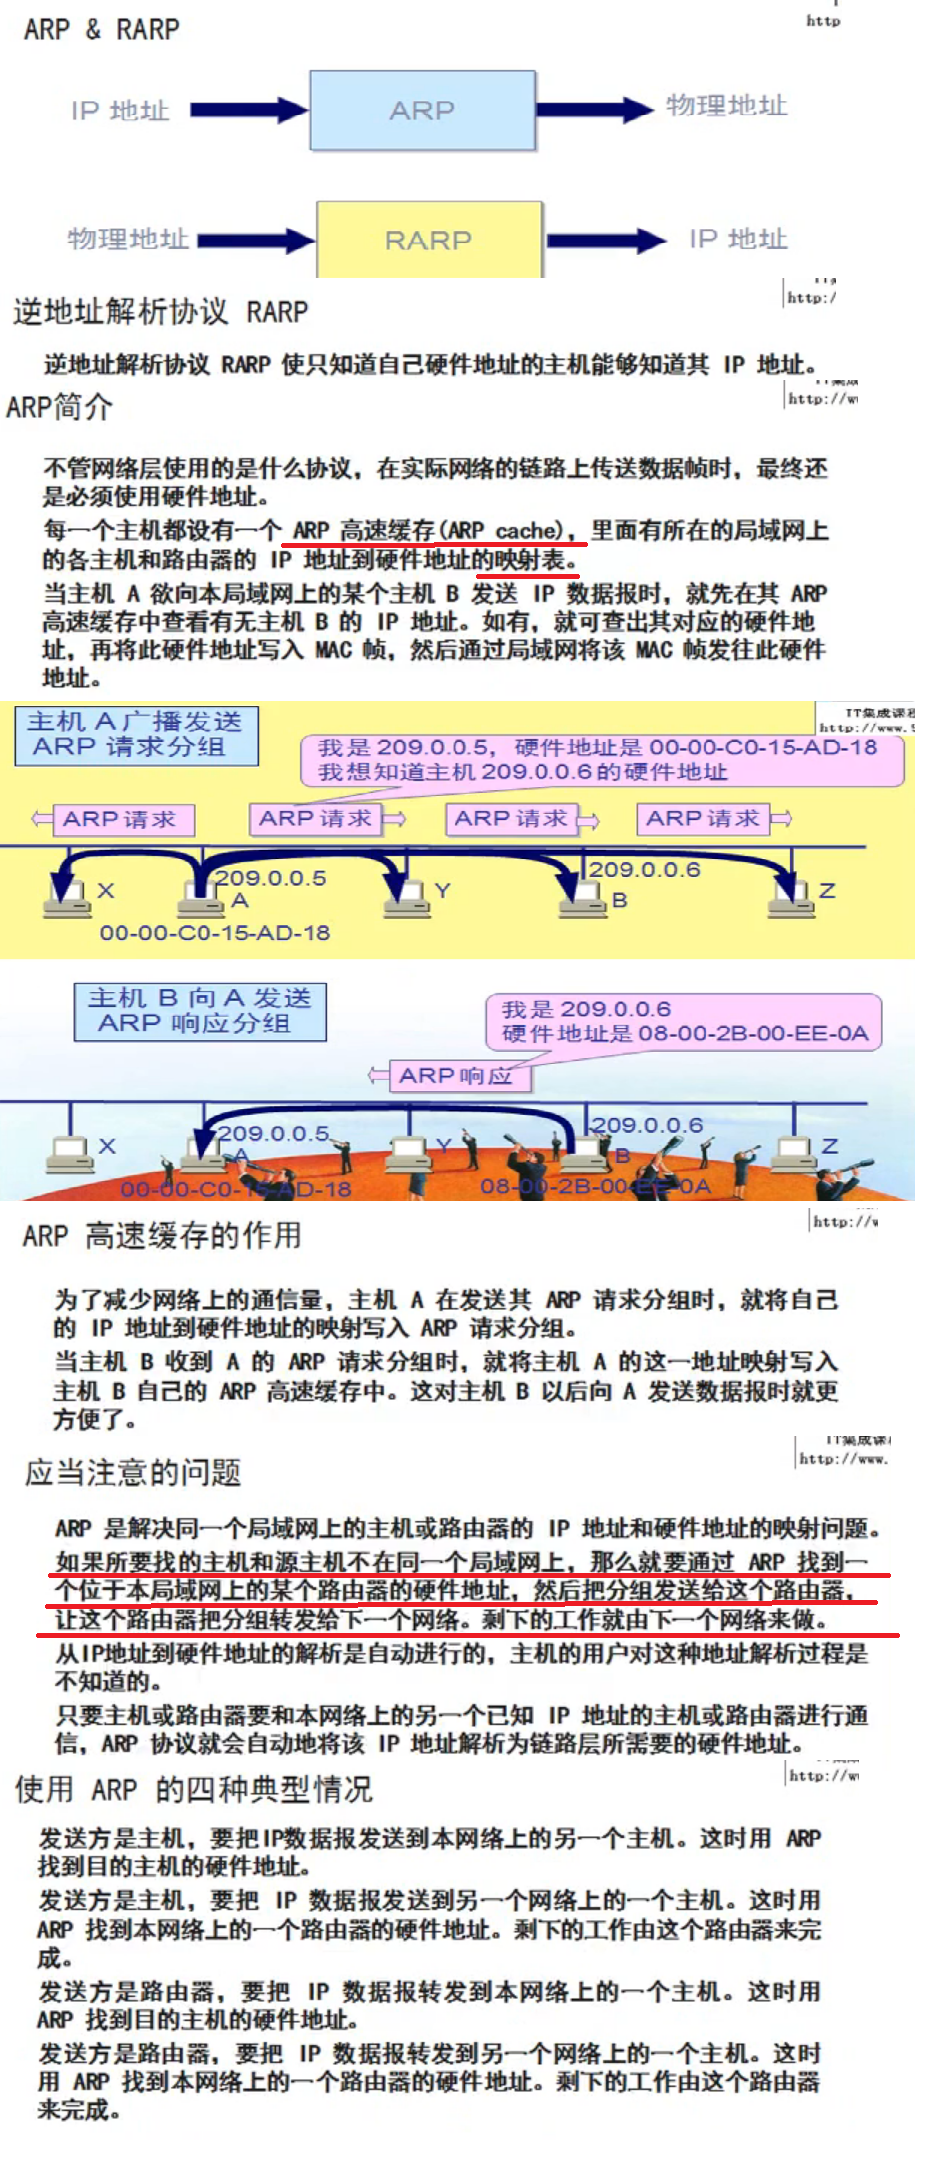 ARP & RARP
http
IP 地址
ARP
物理地址
物理地址
RARP
IP 地址
http:/
逆地址解析协议 RARP
逆地址解析协议 RARP 使只知道自己硬件地址的主机能够知道其 IP 地址。
http://w
ARP简介
不管网络层使用的是什么协议，在实际网络的链路上传送数据帧时，最终还
是必须使用硬件地址。
每一个主机都设有一个 ARP 高速缓存(ARP cache)，里面有所在的局域网上
的各主机和路由器的 IP 地址到硬件地址的映射表。
当主机 A 欲向本局域网上的某个主机 B 发送 IP 数据报时，就先在其 ARP
高速缓存中查看有无主机 B 的 IP 地址。如有，就可查出其对应的硬件地
址，再将此硬件地址写入 MAC 帧，然后通过局域网将该 MAC 帧发往此硬件
地址。
主机 A 广播发送
ARP 请求分组
IT集成课程
http://www.
我是 209.0.0.5，硬件地址是 00-00-C0-15-AD-18
我想知道主机 209.0.0.6 的硬件地址
ARP 请求
ARP 请求
ARP 请求
ARP 请求
X
209.0.0.5
A
Y
209.0.0.6
B
Z
00-00-C0-15-AD-18
主机 B 向 A 发送
ARP 响应分组
我是 209.0.0.6
硬件地址是 08-00-2B-00-EE-0A
ARP 响应
X
209.0.0.5
A
Y
209.0.0.6
B
Z
00-00-C0-15-AD-18
08-00-2B-00-EE-0A
http://w
ARP 高速缓存的作用
为了减少网络上的通信量，主机 A 在发送其 ARP 请求分组时，就将自己
的 IP 地址到硬件地址的映射写入 ARP 请求分组。
当主机 B 收到 A 的 ARP 请求分组时，就将主机 A 的这一地址映射写入
主机 B 自己的 ARP 高速缓存中。这对主机 B 以后向 A 发送数据报时就更
方便了。
IT集成课
http://www.
应当注意的问题
ARP 是解决同一个局域网上的主机或路由器的 IP 地址和硬件地址的映射问题。
如果所要找的主机和源主机不在同一个局域网上，那么就要通过 ARP 找到一
个位于本局域网上的某个路由器的硬件地址，然后把分组发送给这个路由器，
让这个路由器把分组转发给下一个网络。剩下的工作就由下一个网络来做。
从IP地址到硬件地址的解析是自动进行的，主机的用户对这种地址解析过程是
不知道的。
只要主机或路由器要和本网络上的另一个已知 IP 地址的主机或路由器进行通
信，ARP 协议就会自动地将该 IP 地址解析为链路层所需要的硬件地址。
http://w
使用 ARP 的四种典型情况
发送方是主机，要把IP数据报发送到本网络上的另一个主机。这时用 ARP
找到目的主机的硬件地址。
发送方是主机，要把 IP 数据报发送到另一个网络上的一个主机。这时用
ARP 找到本网络上的一个路由器的硬件地址。剩下的工作由这个路由器来完
成。
发送方是路由器，要把 IP 数据报转发到本网络上的一个主机。这时用
ARP 找到目的主机的硬件地址。
发送方是路由器，要把 IP 数据报转发到另一个网络上的一个主机。这时
用 ARP 找到本网络上的一个路由器的硬件地址。剩下的工作由这个路由器
来完成。